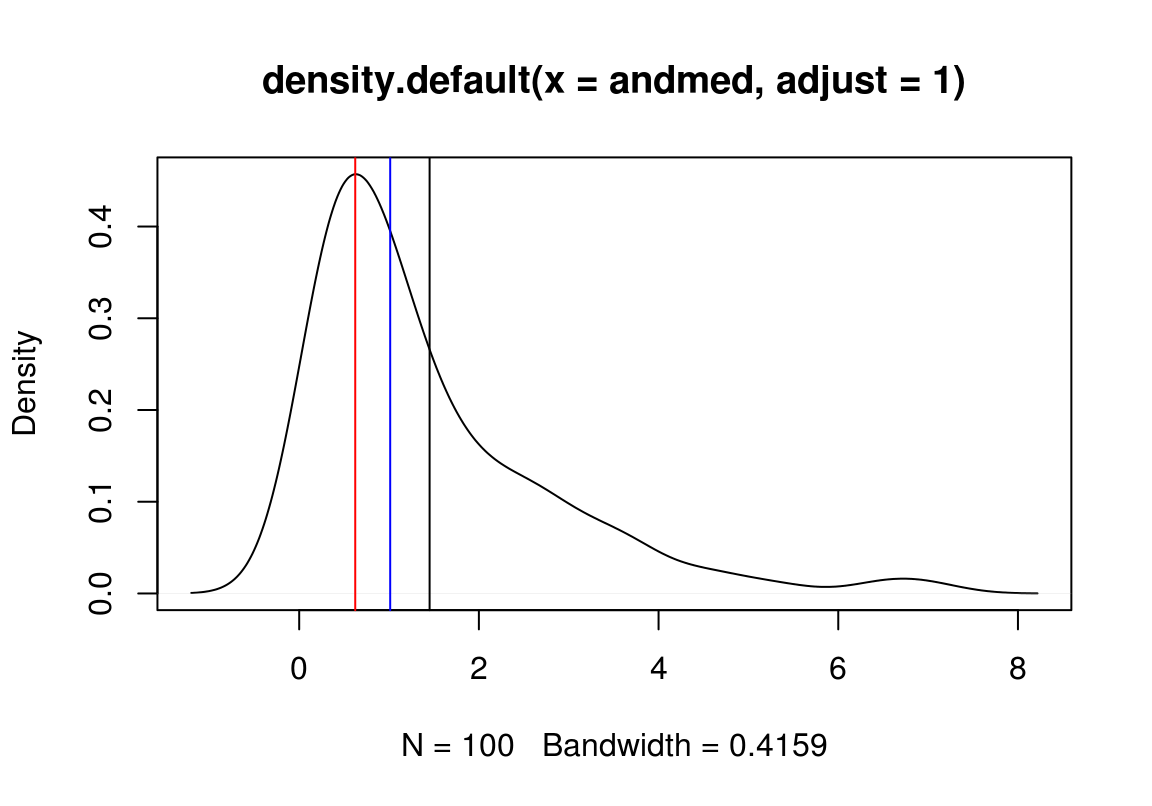 density.default(x = andmed, adjust = 1)
Density
0.4
0.3
0.2
0.1
0.0
0 2 4 6 8
N = 100 Bandwidth = 0.4159